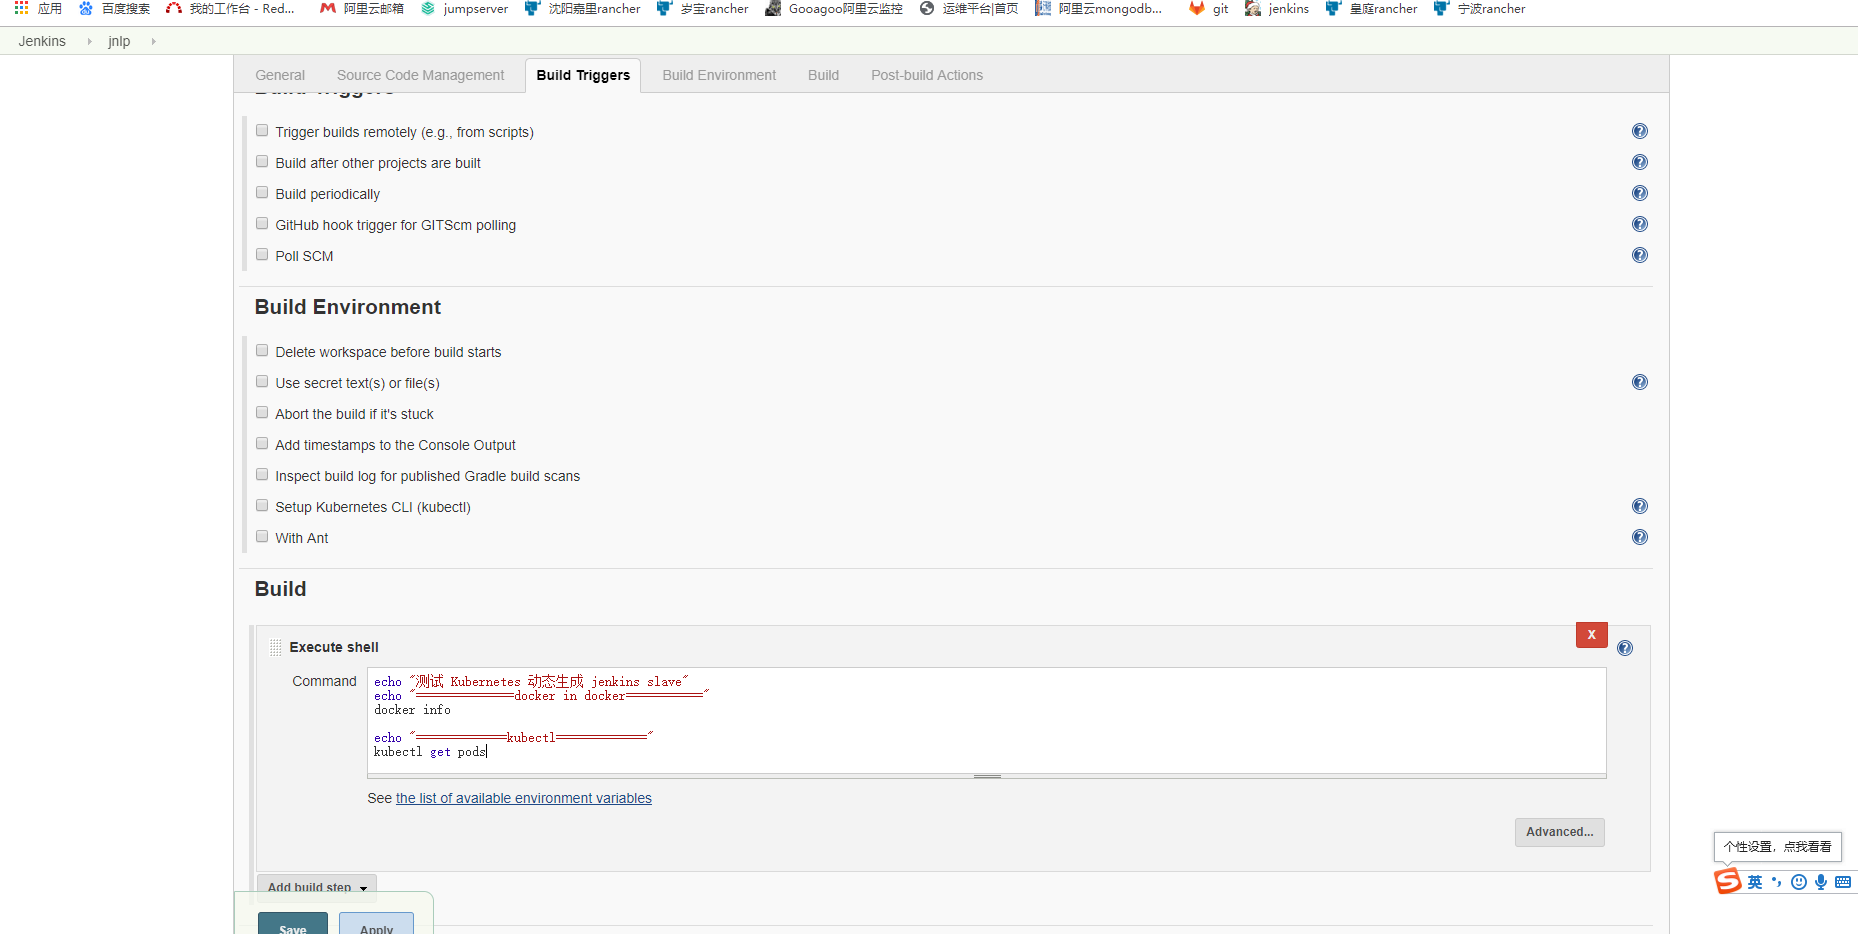 应用 百度搜索 我的工作台 - Red... 阿里云邮箱 jumpserver 沈阳嘉里rancher 岁宝rancher Gooagoo阿里云监控 运维平台|首页 阿里云mongodb... git jenkins 皇庭rancher 宁波rancher
Jenkins jnlp
General Source Code Management Build Triggers Build Environment Build Post-build Actions
Build Triggers
Trigger builds remotely (e.g., from scripts)
Build after other projects are built
Build periodically
GitHub hook trigger for GITScm polling
Poll SCM
Build Environment
Delete workspace before build starts
Use secret text(s) or file(s)
Abort the build if it's stuck
Add timestamps to the Console Output
Inspect build log for published Gradle build scans
Setup Kubernetes CLI (kubectl)
With Ant
Build
X
Execute shell
Command
echo "测试 Kubernetes 动态生成 jenkins slave"
echo "==============docker in docker==========="
docker info
echo "=============kubectl============="
kubectl get pods
See the list of available environment variables
Advanced...
个性设置，点我看看
英
Add build step
Save Apply